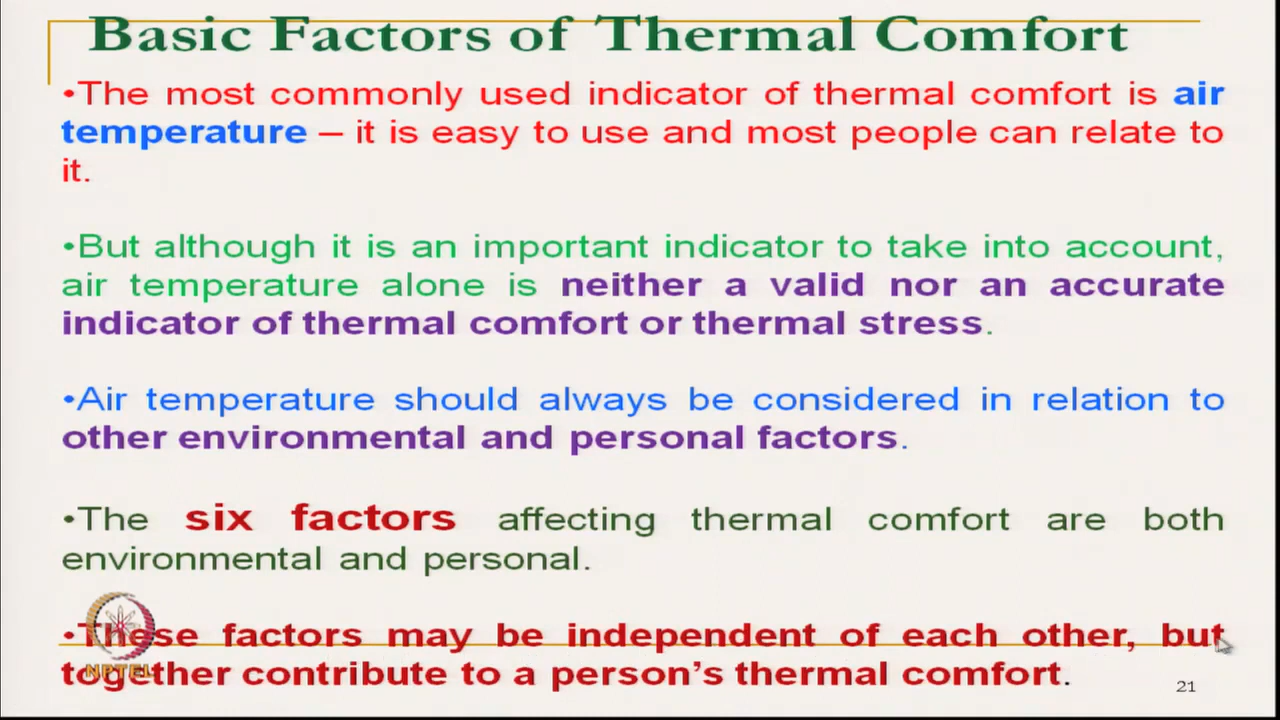 Basic Factors of Thermal Comfort
•The most commonly used indicator of thermal comfort is air
temperature – it is easy to use and most people can relate to
it.
•But although it is an important indicator to take into account,
air temperature alone is neither a valid nor an accurate
indicator of thermal comfort or thermal stress.
•Air temperature should always be considered in relation to
other environmental and personal factors.
•The six factors affecting thermal comfort are both
environmental and personal.
•These factors may be independent of each other, but
together contribute to a person's thermal comfort.
NPTEL
21